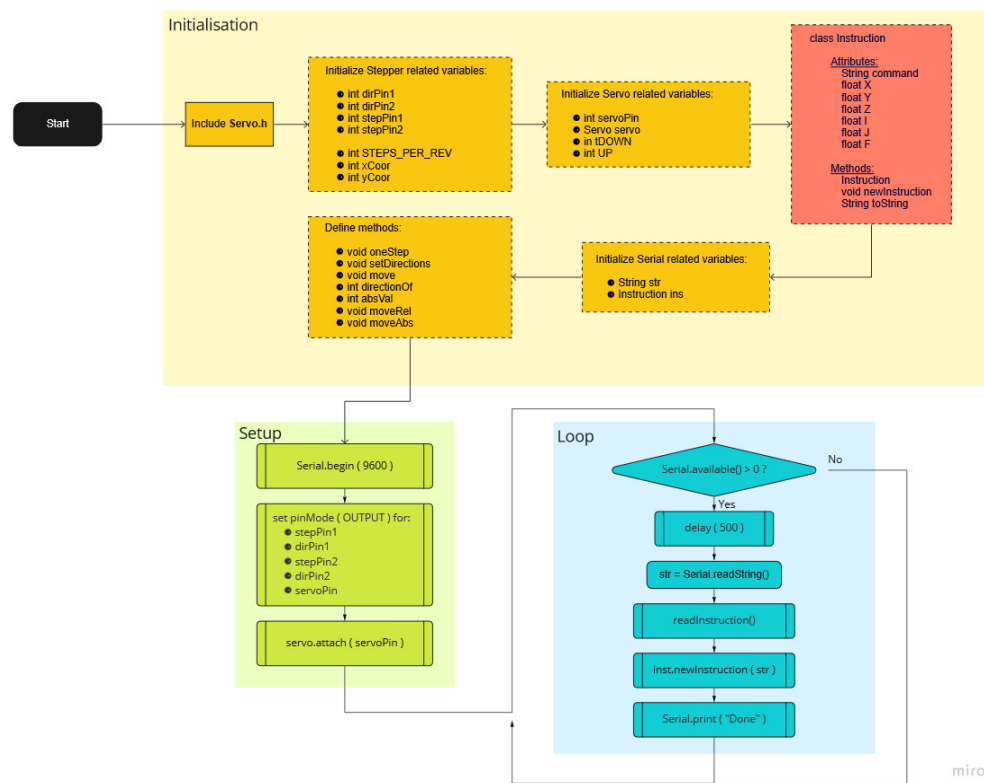 Initialisation
Start
Include Servo.h
Initialize Stepper related variables:
int dirPin1
int dirPin2
int stepPin1
int stepPin2
int STEPS_PER_REV
int xCoor
int yCoor
Initialize Servo related variables:
int servoPin
Servo servo
in tDOWN
int UP
class Instruction
Attributes:
String command
float X
float Y
float Z
float I
float J
float F
Methods:
Instruction
void newInstruction
String toString
Initialize Serial related variables:
String str
Instruction ins
Define methods:
void oneStep
void setDirections
void move
int directionOf
int absVal
void moveRel
void moveAbs
Setup
Serial.begin ( 9600 )
set pinMode ( OUTPUT ) for:
stepPin1
dirPin1
stepPin2
dirPin2
servoPin
servo.attach ( servoPin )
Loop
Serial.available() > 0 ?
No
Yes
delay ( 500 )
str = Serial.readString()
readInstruction()
inst.newInstruction ( str )
Serial.print ( "Done" )
miro